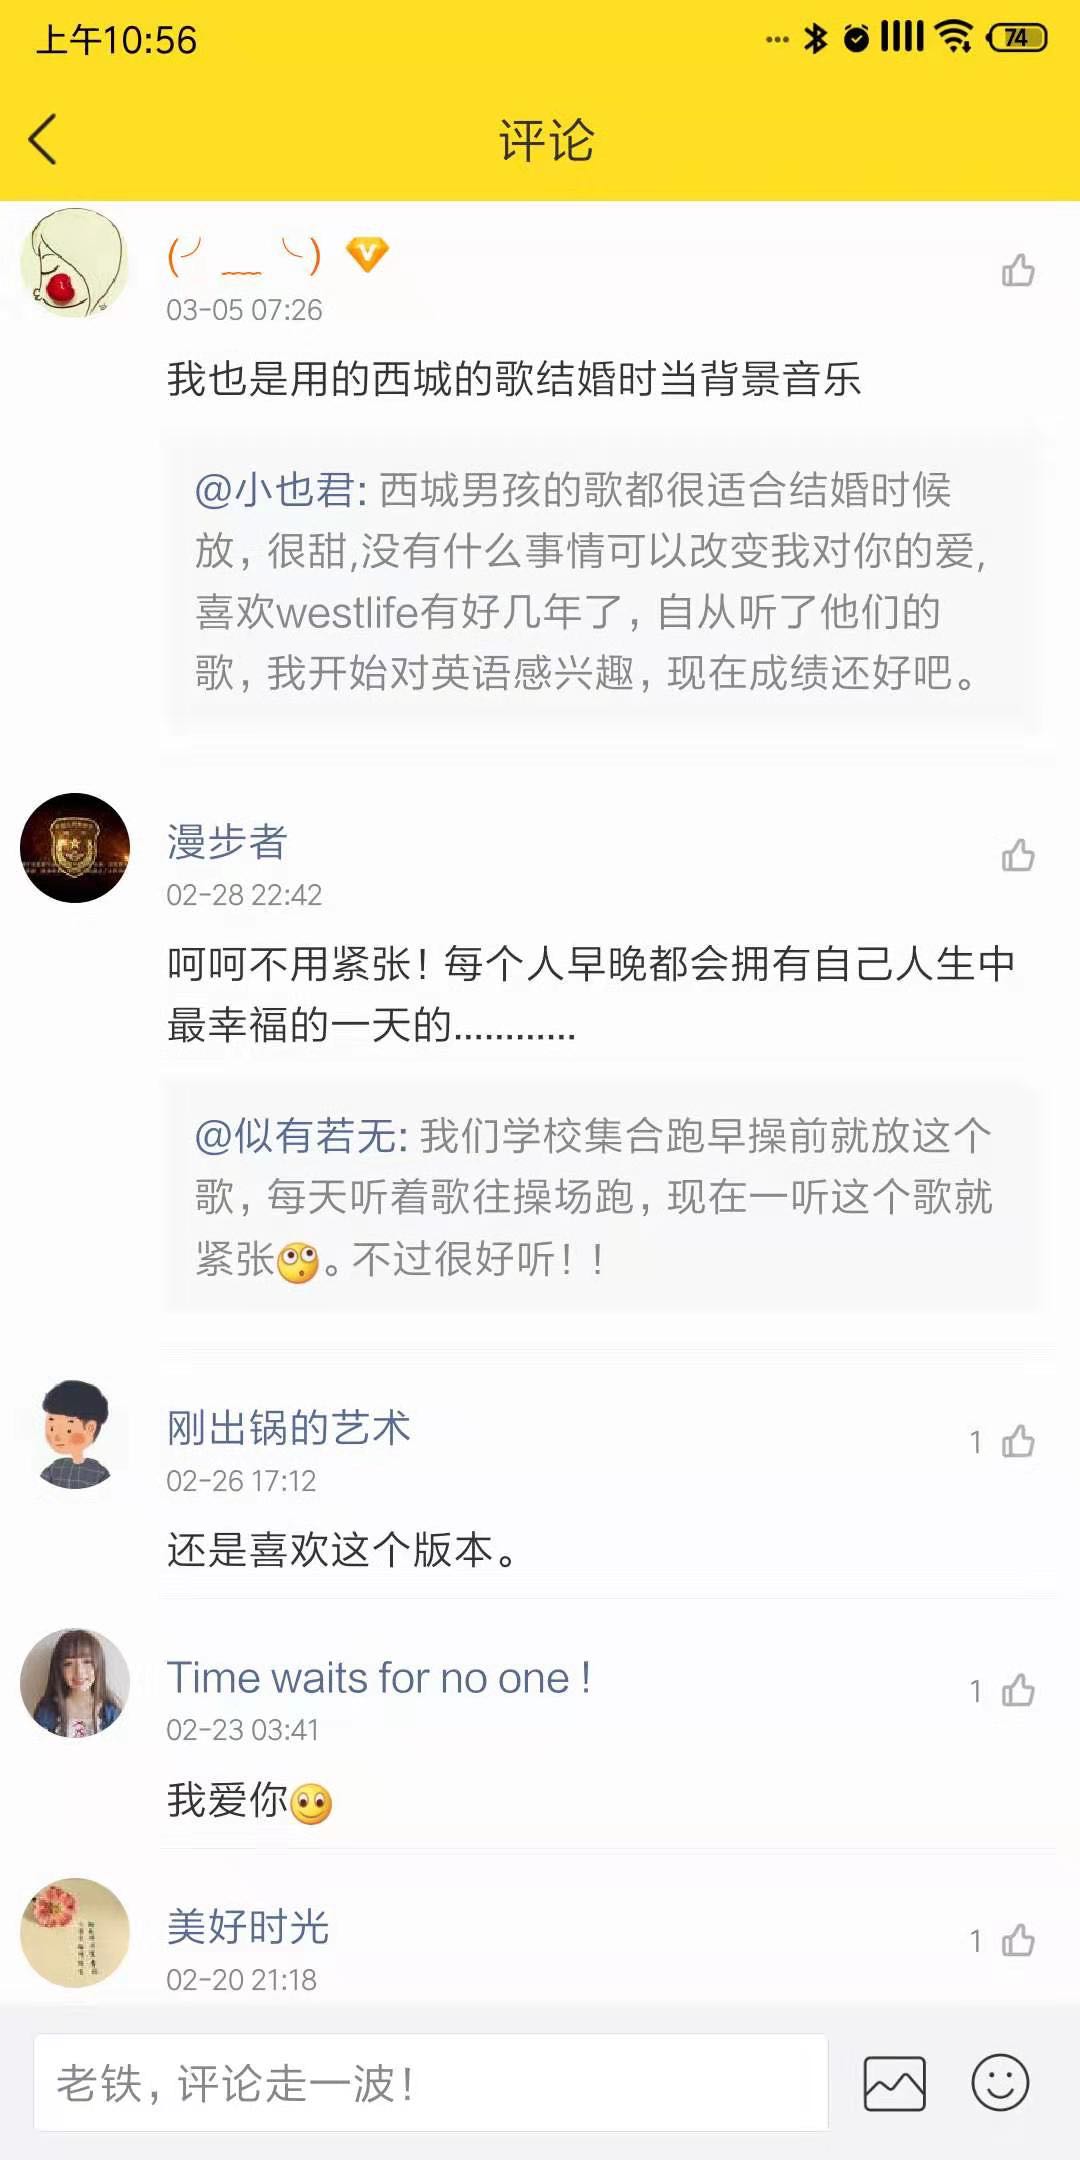 上午10:56
74
评论
(╯﹏╰)
03-05 07:26
我也是用的西城的歌结婚时当背景音乐
@小也君: 西城男孩的歌都很适合结婚时候
放，很甜,没有什么事情可以改变我对你的爱,
喜欢westlife有好几年了，自从听了他们的
歌，我开始对英语感兴趣，现在成绩还好吧。
漫步者
02-28 22:42
呵呵不用紧张！每个人早晚都会拥有自己人生中
最幸福的一天的............
@似有若无: 我们学校集合跑早操前就放这个
歌，每天听着歌往操场跑，现在一听这个歌就
紧张🙄。不过很好听！！
刚出锅的艺术
02-26 17:12
1
还是喜欢这个版本。
Time waits for no one !
02-23 03:41
1
我爱你🙂
美好时光
02-20 21:18
1
老铁，评论走一波！